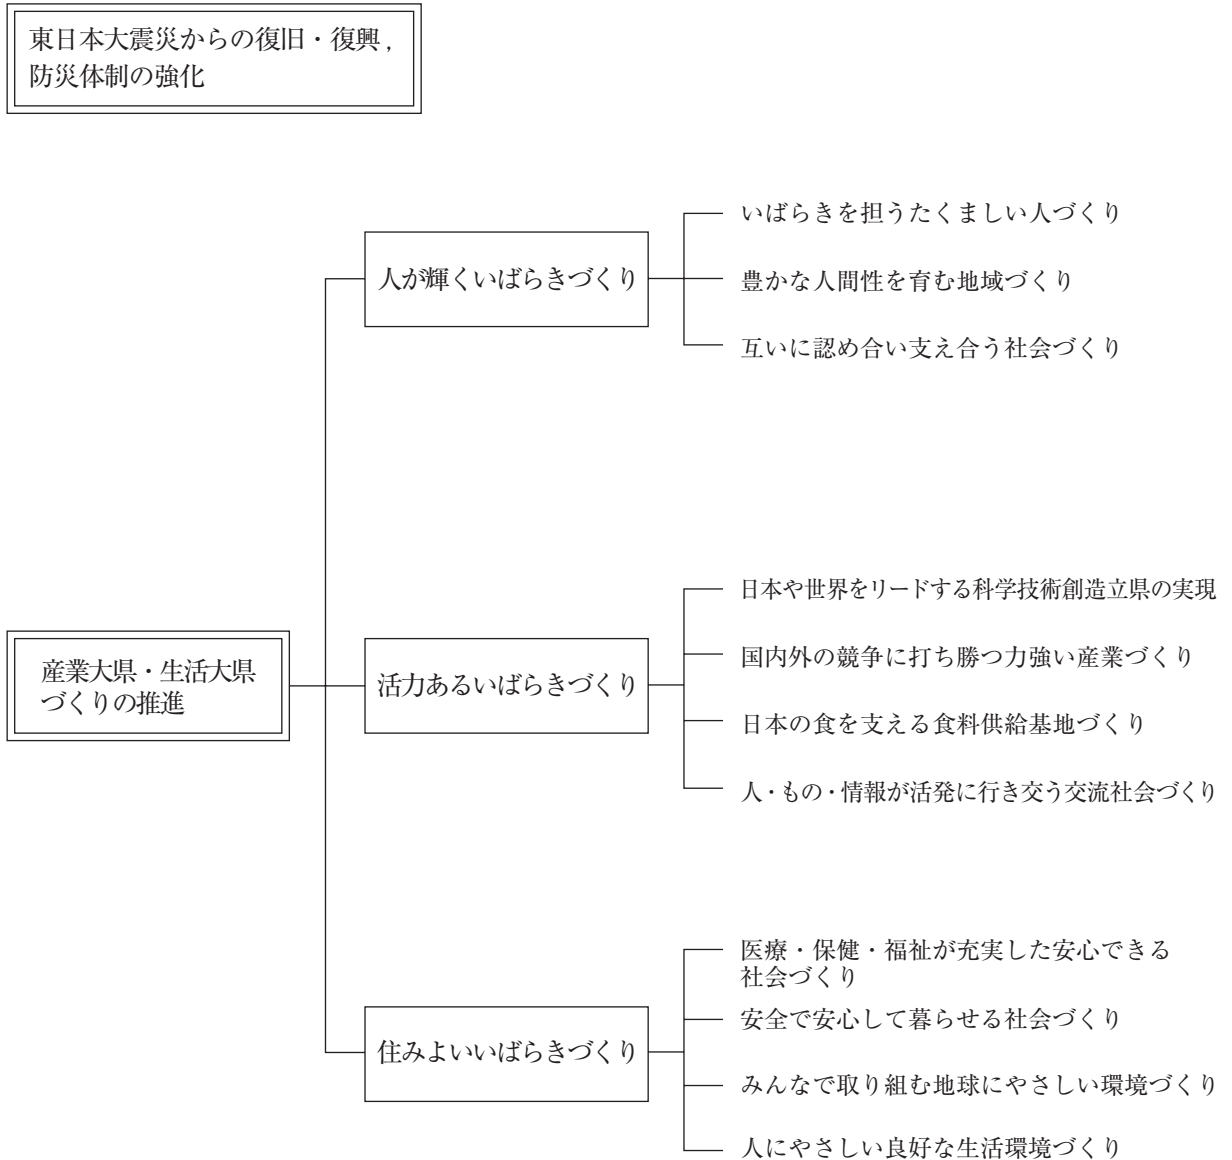 東日本大震災からの復旧・復興,
防災体制の強化
人が輝くいばらきづくり
いばらきを担うたくましい人づくり
豊かな人間性を育む地域づくり
互いに認め合い支え合う社会づくり
産業大県・生活大県
づくりの推進
活力あるいばらきづくり
日本や世界をリードする科学技術創造立県の実現
国内外の競争に打ち勝つ力強い産業づくり
日本の食を支える食料供給基地づくり
人・もの・情報が活発に行き交う交流社会づくり
住みよいいばらきづくり
医療・保健・福祉が充実した安心できる
社会づくり
安全で安心して暮らせる社会づくり
みんなで取り組む地球にやさしい環境づくり
人にやさしい良好な生活環境づくり